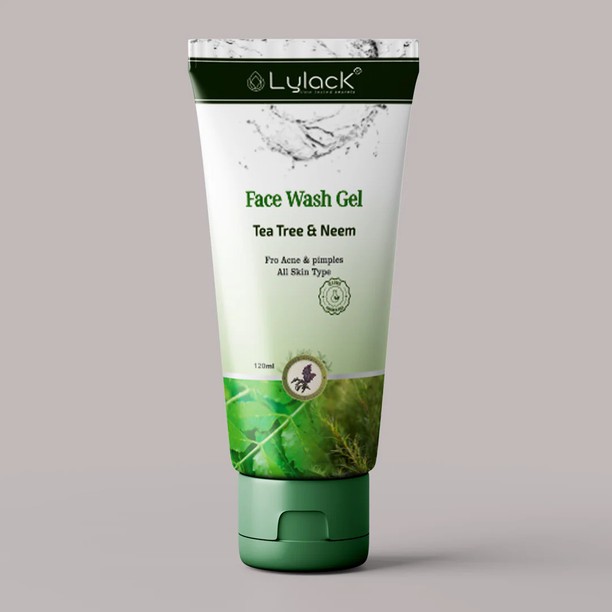 Lylack
Face Wash Gel
Tea Tree & Neem
Fro Acne & pimples
All Skin Type
120ml